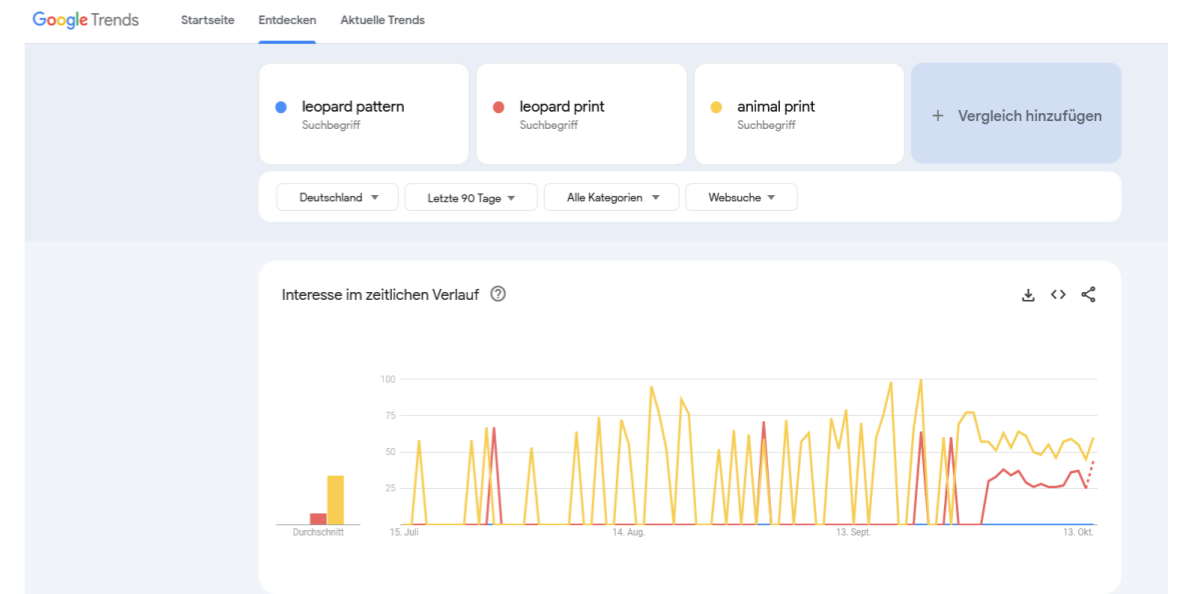 Google Trends Startseite Entdecken Aktuelle Trends
leopard pattern
Suchbegriff
leopard print
Suchbegriff
animal print
Suchbegriff
+ Vergleich hinzufügen
Deutschland Letzte 90 Tage Alle Kategorien Websuche
Interesse im zeitlichen Verlauf ?
100
75
50
25
Durchschnitt 15. Juli 14. Aug. 13. Sept. 13. Okt.